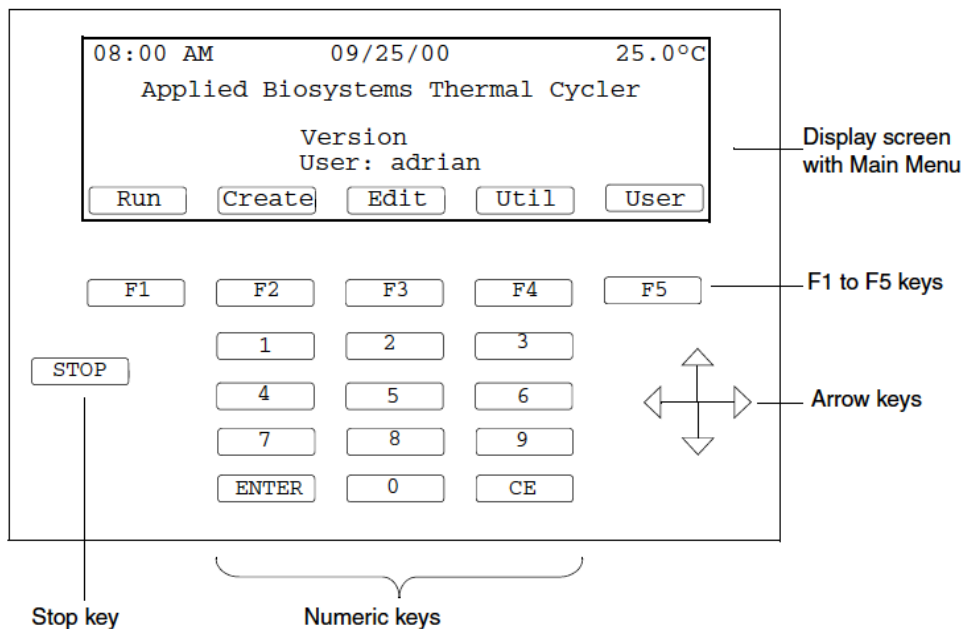 08:00 AM 09/25/00 25.0°C
Applied Biosystems Thermal Cycler
Version
User: adrian
Run Create Edit Util User
Display screen
with Main Menu
F1 F2 F3 F4 F5
F1 to F5 keys
1 2 3
STOP
4 5 6
Arrow keys
7 8 9
ENTER 0 CE
Stop key
Numeric keys